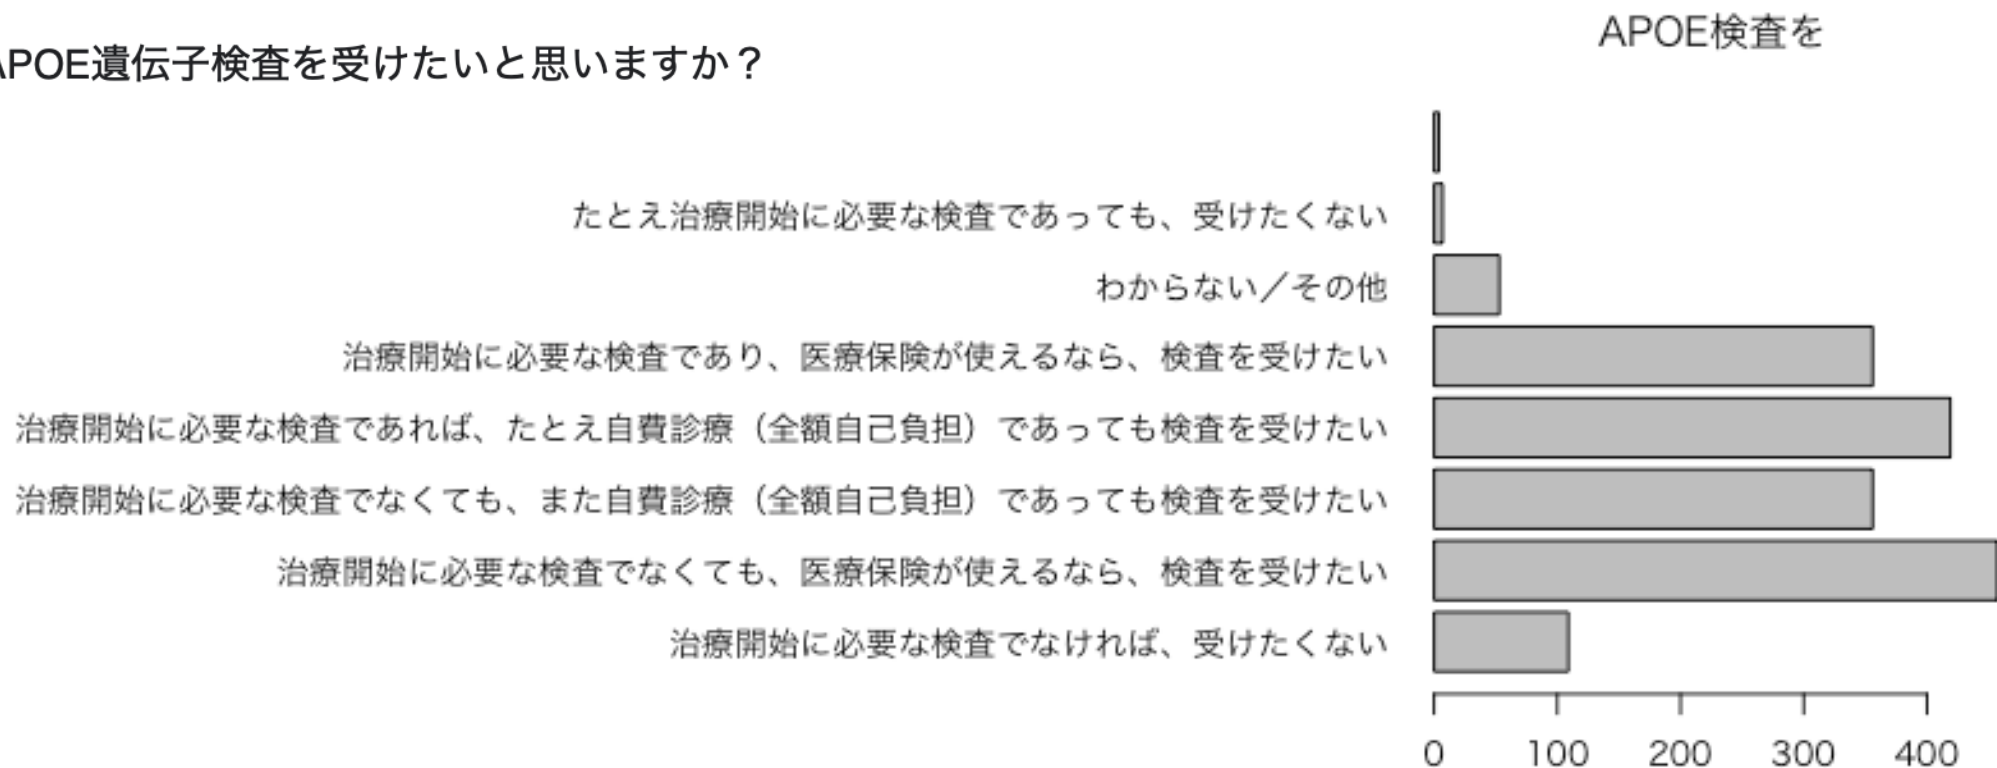 APOE遺伝子検査を受けたいと思いますか？
APOE検査を
たとえ治療開始に必要な検査であっても、受けたくない
わからない／その他
治療開始に必要な検査であり、医療保険が使えるなら、検査を受けたい
治療開始に必要な検査であれば、たとえ自費診療（全額自己負担）であっても検査を受けたい
治療開始に必要な検査でなくても、また自費診療（全額自己負担）であっても検査を受けたい
治療開始に必要な検査でなくても、医療保険が使えるなら、検査を受けたい
治療開始に必要な検査でなければ、受けたくない
0 100 200 300 400